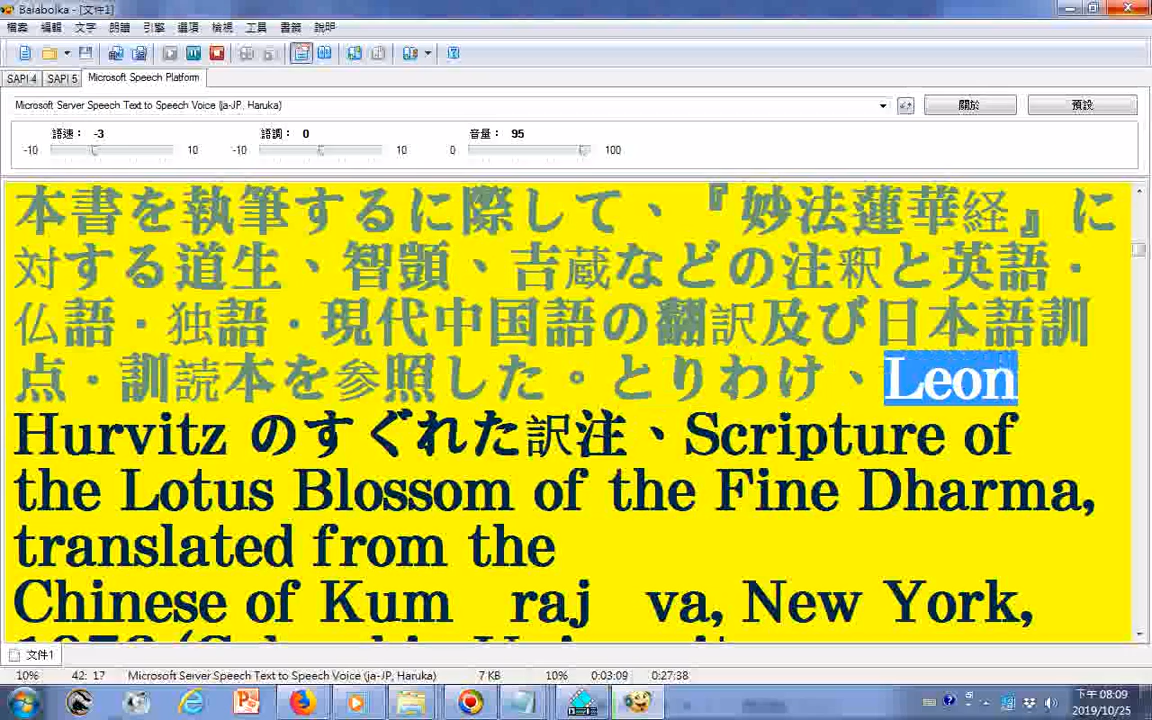 Balabolka - [文件1]
檔案 編輯 文字 朗讀 引擎 選項 檢視 工具 書籤 說明
SAPI 4 SAPI 5 Microsoft Speech Platform
Microsoft Server Speech Text to Speech Voice (ja-JP, Haruka) 關於 預設
語速： -3 語調： 0 音量： 95
-10 10 -10 10 0 100
本書を執筆するに際して、『妙法蓮華経』に
対する道生、智顗、吉蔵などの注釈と英語・
仏語・独語・現代中国語の翻訳及び日本語訓
点・訓読本を参照した。とりわけ、Leon
Hurvitz のすぐれた訳注、Scripture of
the Lotus Blossom of the Fine Dharma,
translated from the
Chinese of Kum raj va, New York,
文件1
10% 42: 17 Microsoft Server Speech Text to Speech Voice (ja-JP, Haruka) 7 KB 10% 0:03:09 0:27:38
下午 08:09
2019/10/25